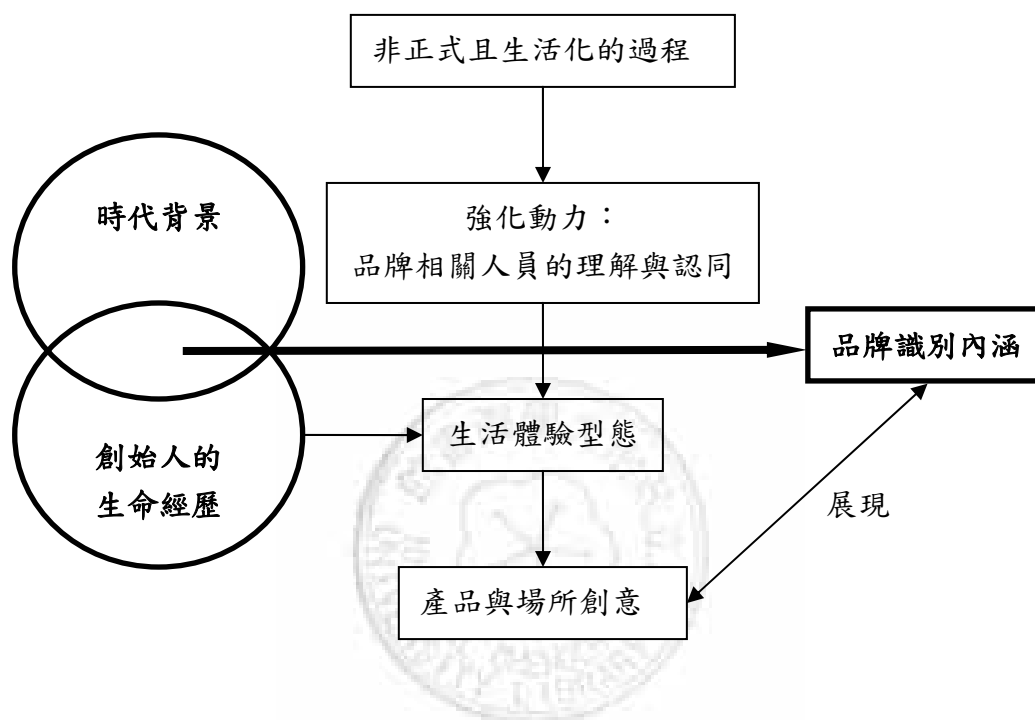 非正式且生活化的過程
時代背景
強化動力：
品牌相關人員的理解與認同
品牌識別內涵
生活體驗型態
創始人的
生命經歷
展現
產品與場所創意